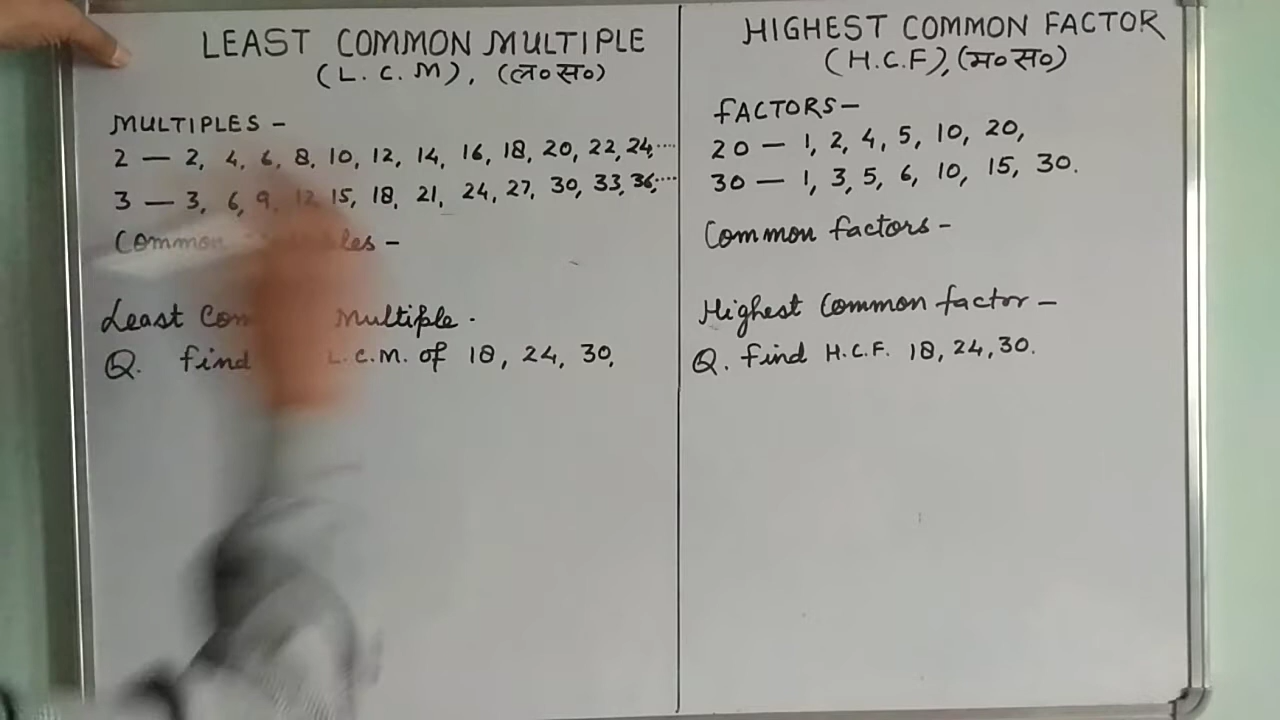 LEAST COMMON MULTIPLE
(L. C. M), (ल०स०)
MULTIPLES -
2 — 2, 4, 6, 8, 10, 12, 14, 16, 18, 20, 22, 24,....
3 — 3, 6, 9, 12, 15, 18, 21, 24, 27, 30, 33, 36,....
Common -
Least Multiple.
Q. find L.C.M. of 18, 24, 30,
HIGHEST COMMON FACTOR
(H.C.F), (म०स०)
fACTORS —
20 — 1, 2, 4, 5, 10, 20,
30 — 1, 3, 5, 6, 10, 15, 30.
Common factors -
Highest Common factor —
Q. find H.C.F. 18, 24, 30.